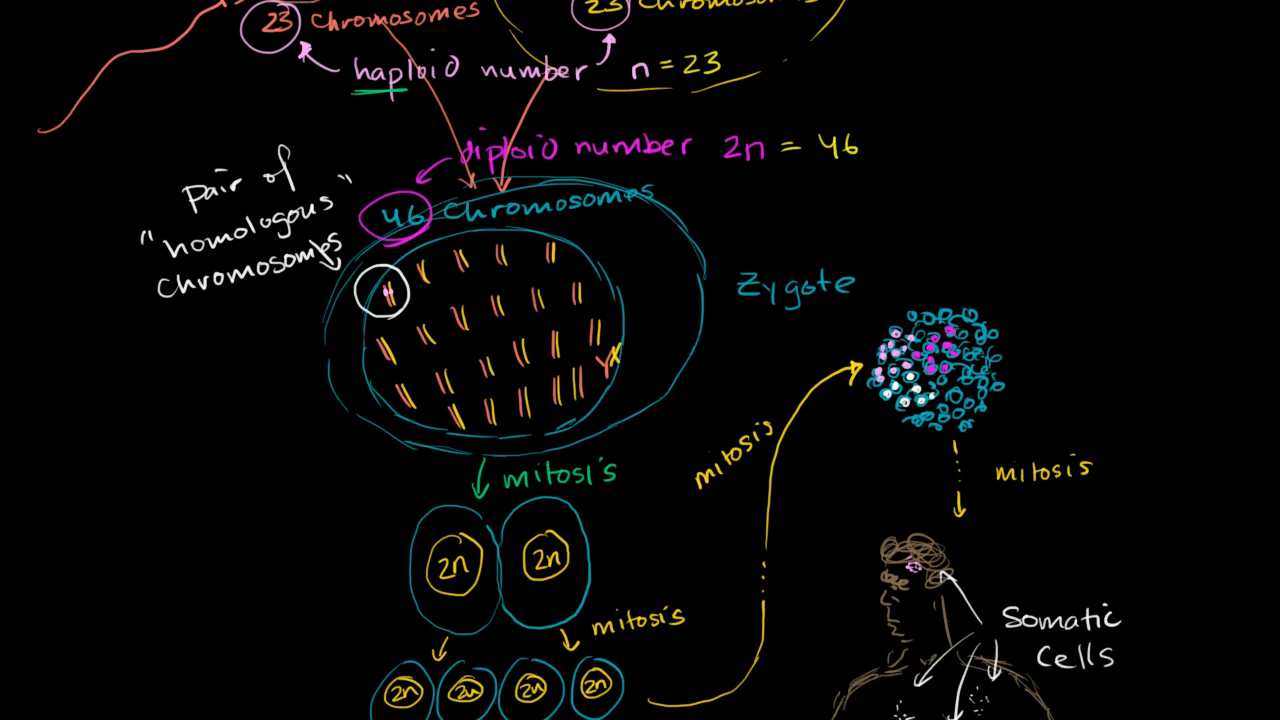 23 chromosomes
23
haploid number n = 23
diploid number 2n = 46
pair of
"homologous"
chromosomes
46 chromosomes
Y X
Zygote
mitosis
mitosis
mitosis
2n 2n
mitosis
2n 2n 2n 2n
Somatic
Cells